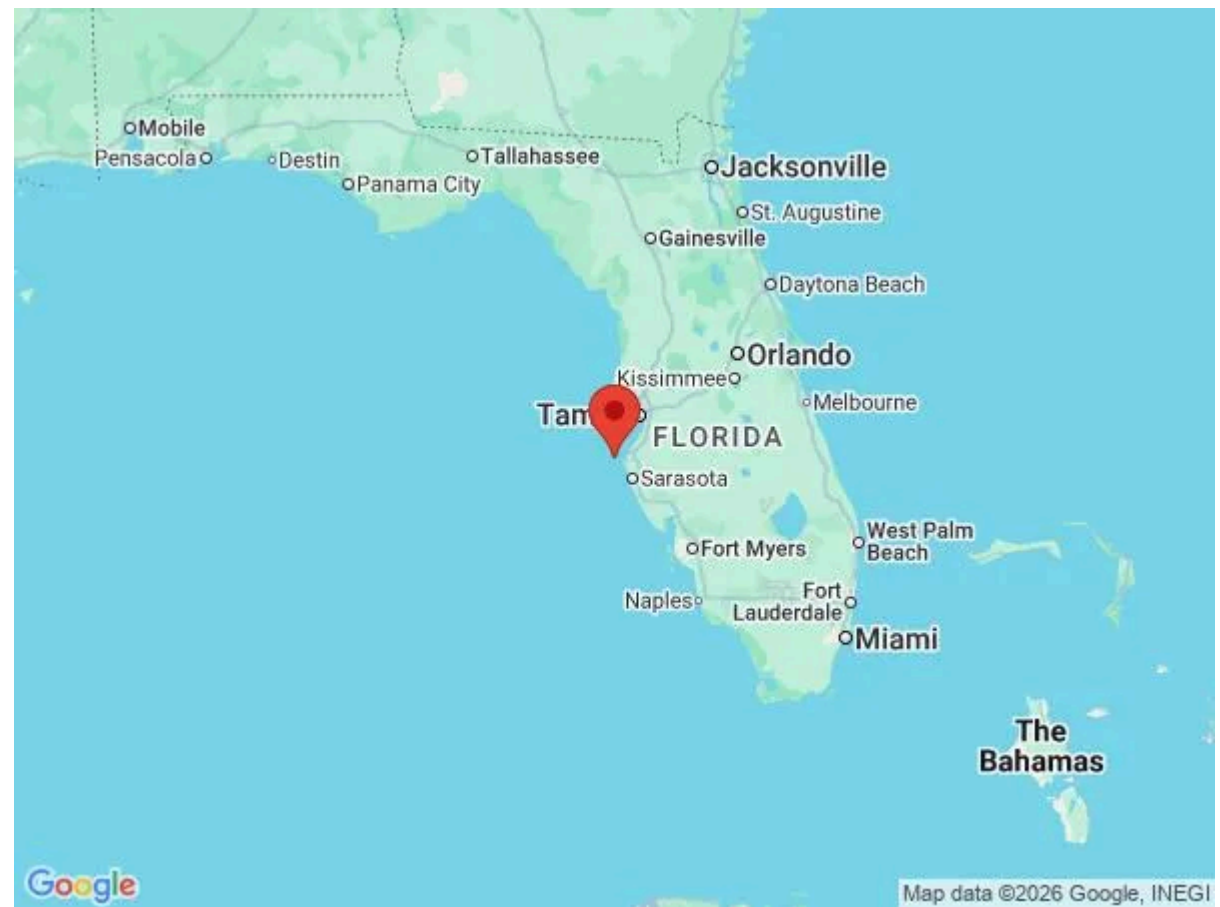 Mobile
Pensacola
Destin
Tallahassee
Panama City
Jacksonville
St. Augustine
Gainesville
Daytona Beach
Orlando
Kissimmee
Melbourne
Tam
FLORIDA
Sarasota
West Palm
Beach
Fort Myers
Naples
Fort
Lauderdale
Miami
The
Bahamas
Google
Map data ©2026 Google, INEGI